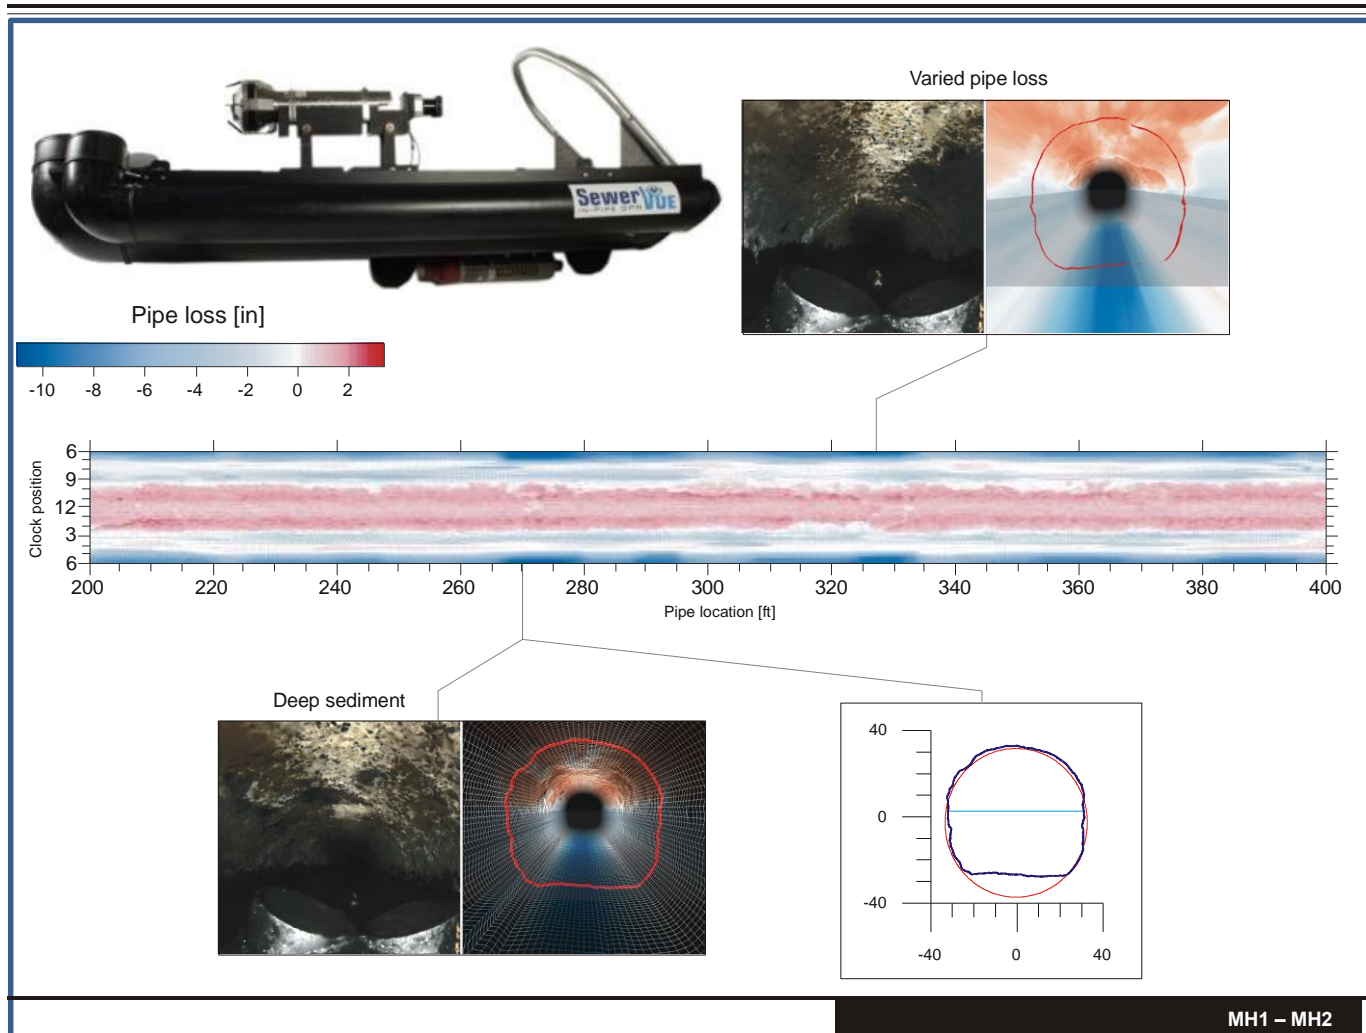 Varied pipe loss
SewerVUE
IN-PIPE GPR
Pipe loss [in]
-10 -8 -6 -4 -2 0 2
Clock position
6
9
12
3
6
200 220 240 260 280 300 320 340 360 380 400
Pipe location [ft]
Deep sediment
40
0
-40
-40 0 40
MH1 – MH2